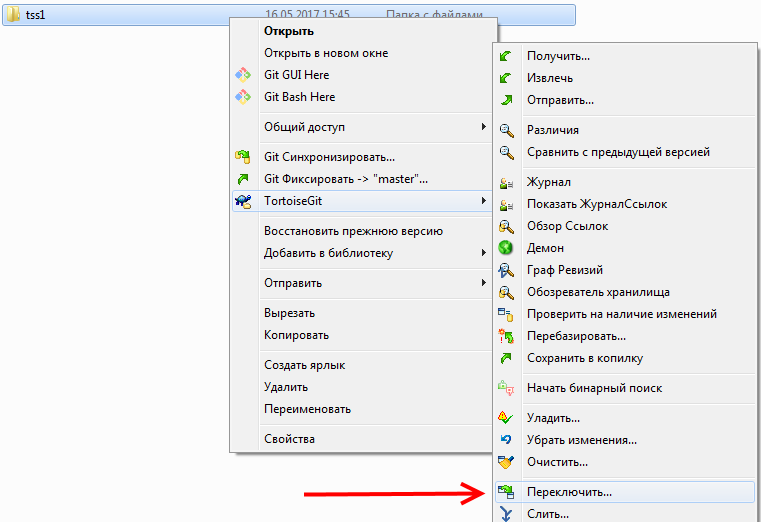 tss1 16.05.2017 15:45 Папка с файлами
Открыть
Открыть в новом окне
Git GUI Here
Git Bash Here
Общий доступ
Git Синхронизировать...
Git Фиксировать -> "master"...
TortoiseGit
Восстановить прежнюю версию
Добавить в библиотеку
Отправить
Вырезать
Копировать
Создать ярлык
Удалить
Переименовать
Свойства
Получить...
Извлечь
Отправить...
Различия
Сравнить с предыдущей версией
Журнал
Показать ЖурналСсылок
Обзор Ссылок
Демон
Граф Ревизий
Обозреватель хранилища
Проверить на наличие изменений
Перебазировать...
Сохранить в копилку
Начать бинарный поиск
Уладить...
Убрать изменения...
Очистить...
Переключить...
Слить...